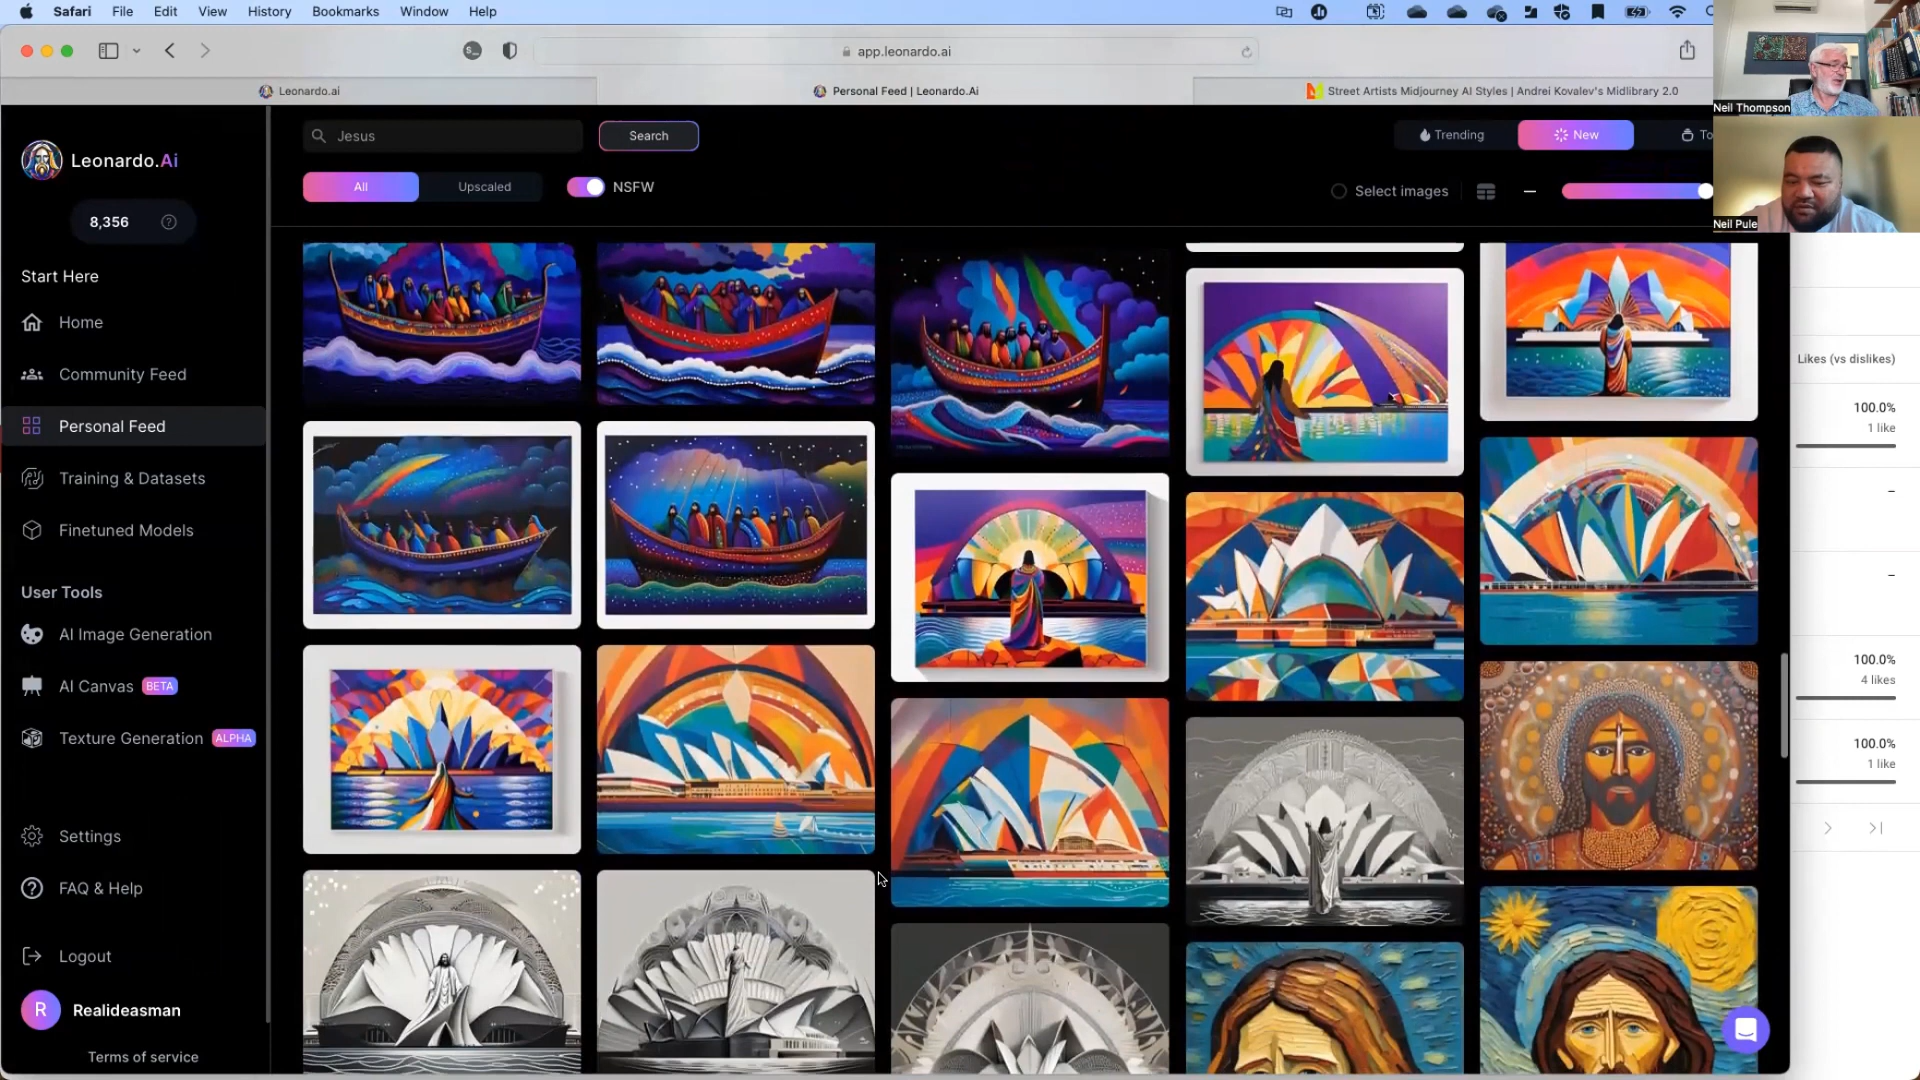 Safari File Edit View History Bookmarks Window Help
app.leonardo.ai
Leonardo.ai
Personal Feed | Leonardo.Ai
Street Artists Midjourney AI Styles | Andrei Kovalev's Midlibrary 2.0
Neil Thompson
Neil Pule
Leonardo.Ai
8,356
Start Here
Home
Community Feed
Personal Feed
Training & Datasets
Finetuned Models
User Tools
AI Image Generation
AI Canvas BETA
Texture Generation ALPHA
Settings
FAQ & Help
Logout
R Realideasman
Terms of service
Jesus
Search
Trending
New
To
All
Upscaled
NSFW
Select images
Likes (vs dislikes)
100.0%
1 like
–
–
100.0%
4 likes
100.0%
1 like